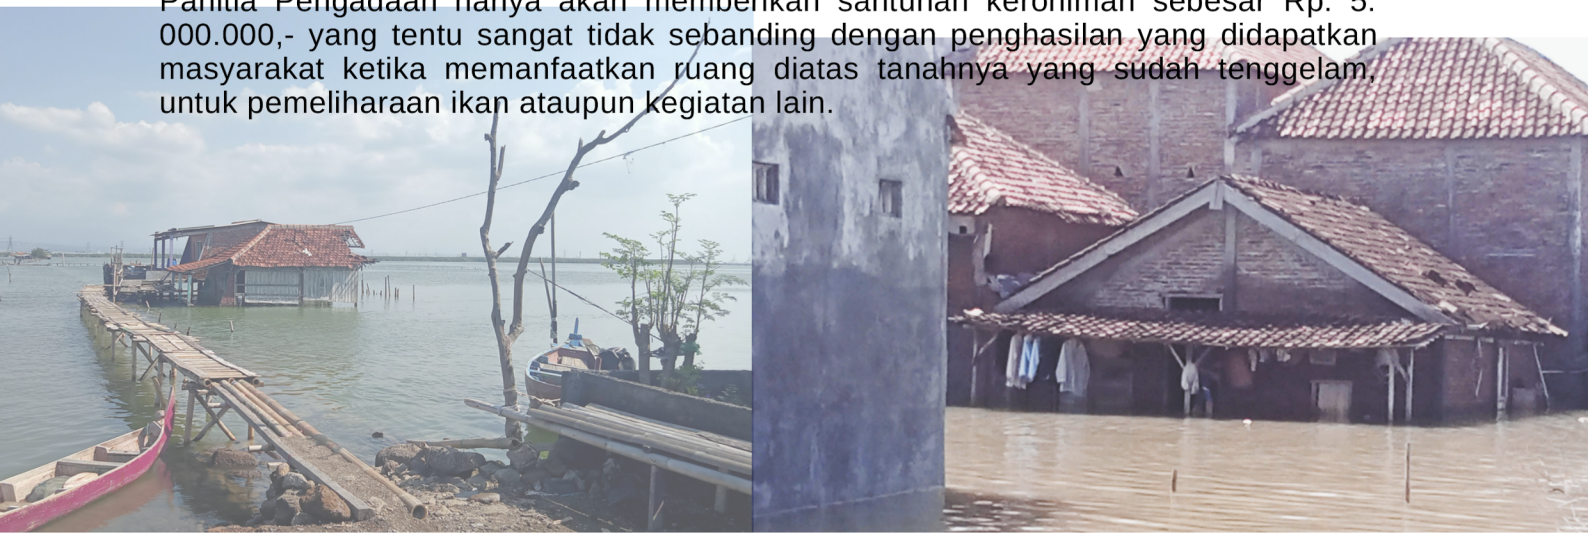 Panitia Pengadaan hanya akan memberikan santunan kerohiman sebesar Rp. 5.
000.000,- yang tentu sangat tidak sebanding dengan penghasilan yang didapatkan
masyarakat ketika memanfaatkan ruang diatas tanahnya yang sudah tenggelam,
untuk pemeliharaan ikan ataupun kegiatan lain.